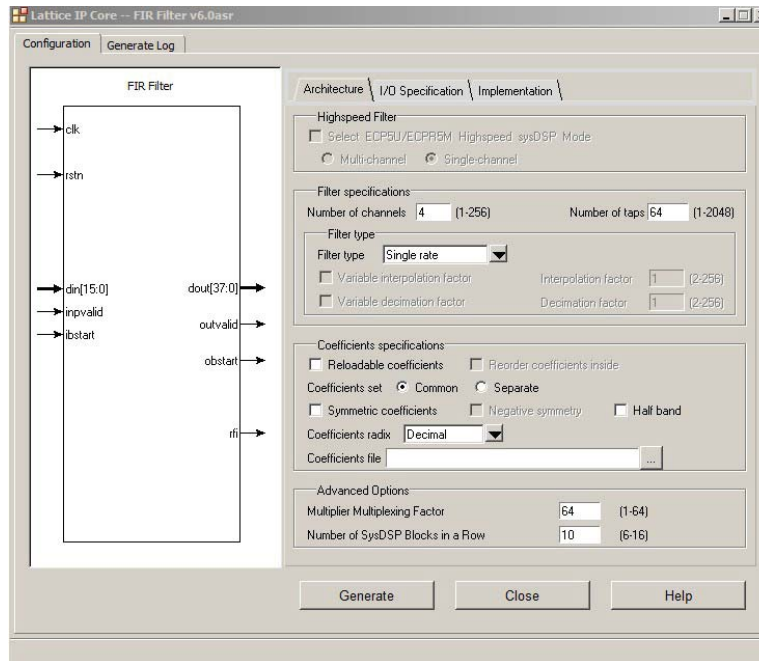 Lattice IP Core -- FIR Filter v6.0asr
Configuration
Generate Log
FIR Filter
clk
rstn
din[15:0]
dout[37:0]
inpvalid
outvalid
ibstart
obstart
rfi
Architecture
I/O Specification
Implementation
Highspeed Filter
Select ECP5U/ECPR5M Highspeed sysDSP Mode
Multi-channel
Single-channel
Filter specifications
Number of channels 4 (1-256) Number of taps 64 (1-2048)
Filter type
Filter type Single rate
Variable interpolation factor Interpolation factor 1 (2-256)
Variable decimation factor Decimation factor 1 (2-256)
Coefficients specifications
Reloadable coefficients Reorder coefficients inside
Coefficients set Common Separate
Symmetric coefficients Negative symmetry Half band
Coefficients radix Decimal
Coefficients file ...
Advanced Options
Multiplier Multiplexing Factor 64 (1-64)
Number of SysDSP Blocks in a Row 10 (6-16)
Generate Close Help